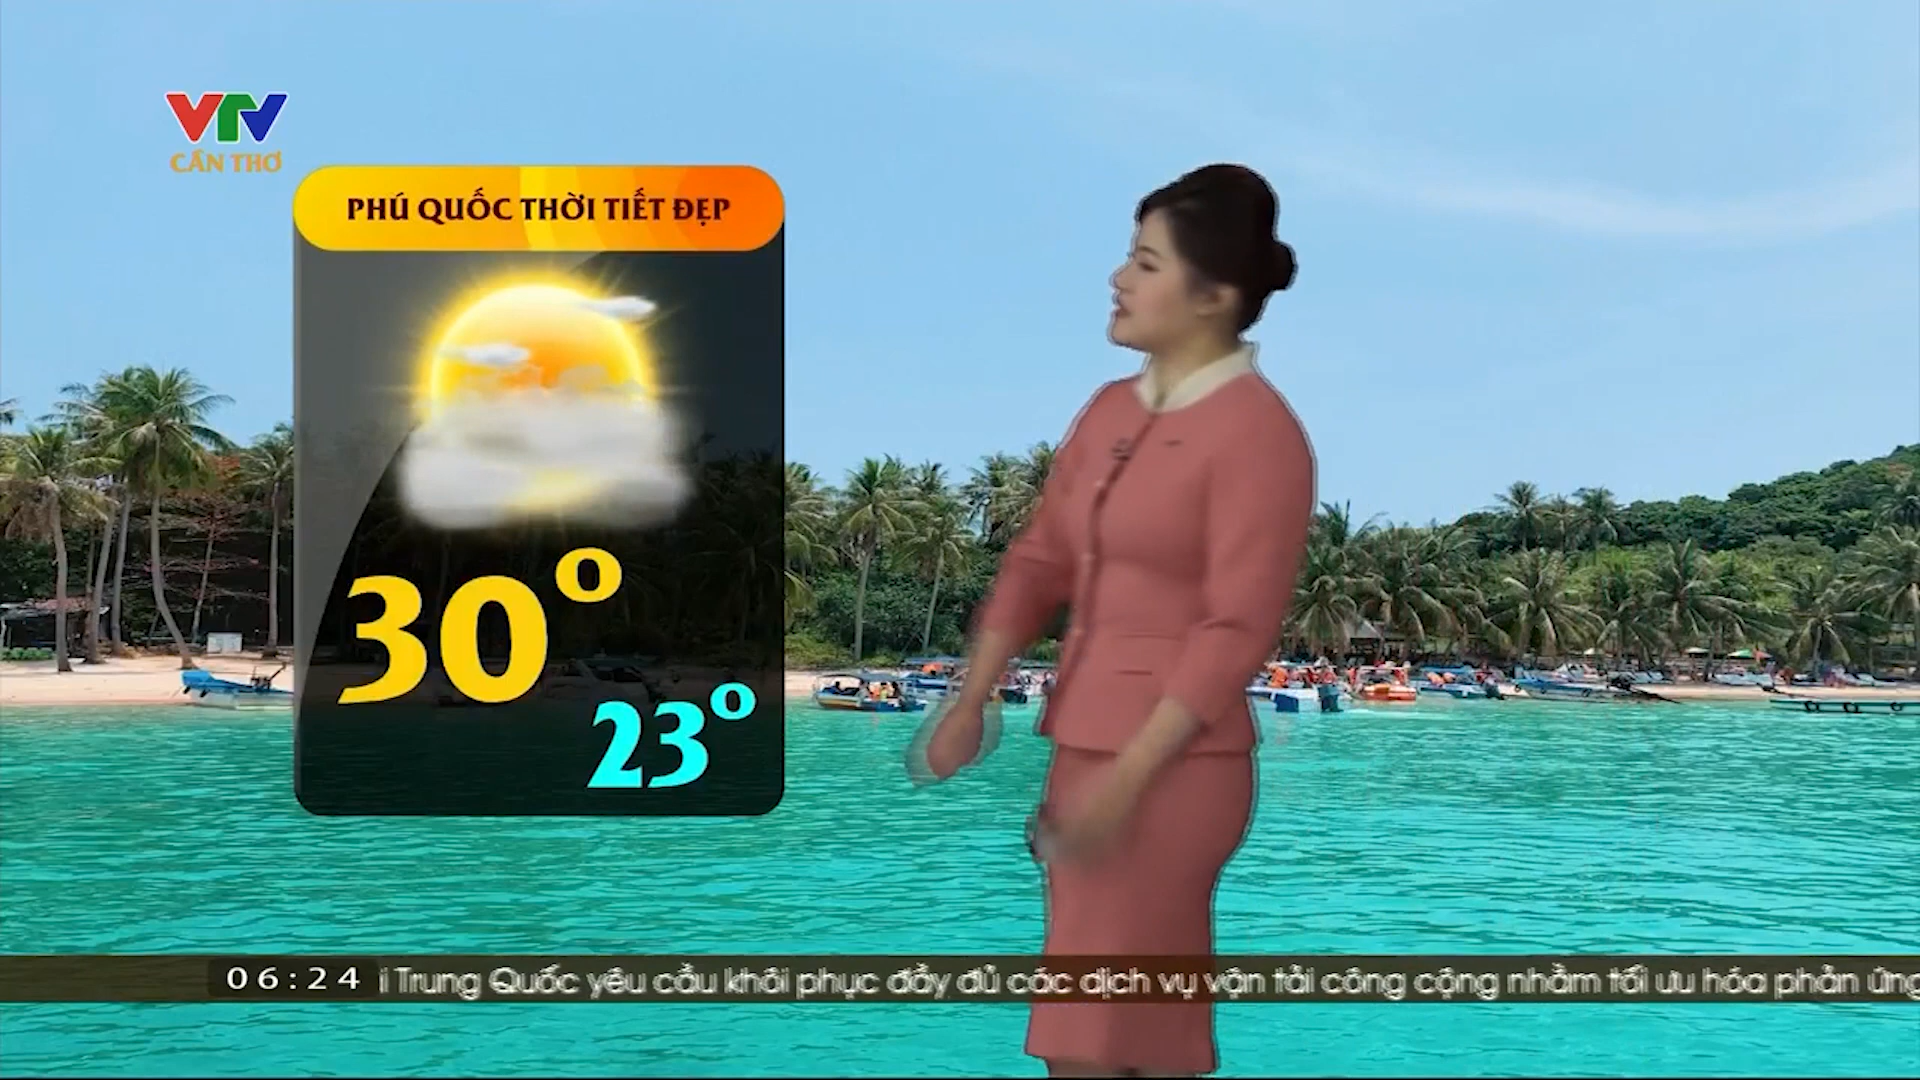 VTV
CẦN THƠ
PHÚ QUỐC THỜI TIẾT ĐẸP
30°
23°
06:24
i Trung Quốc yêu cầu khôi phục đầy đủ các dịch vụ vận tải công cộng nhằm tối ưu hóa phản ứng